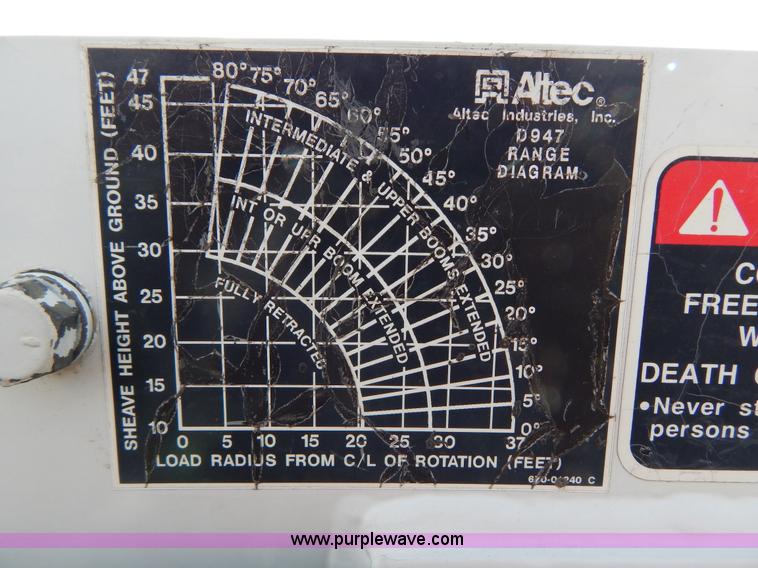 Altec®
Altec Industries, Inc.
D947
RANGE
DIAGRAM
SHEAVE HEIGHT ABOVE GROUND (FEET)
47
45
40
35
30
25
20
15
10
80° 75° 70° 65° 60° 55° 50° 45° 40° 35° 30° 25° 20° 15° 10° 5° 0°
INTERMEDIATE & UPPER BOOMS EXTENDED
INT OR UPR BOOM EXTENDED
FULLY RETRACTED
0 5 10 15 20 25 30 37
LOAD RADIUS FROM C/L OF ROTATION (FEET)
C
!
CO
FREE
W
DEATH
•Never st
persons
www.purplewave.com